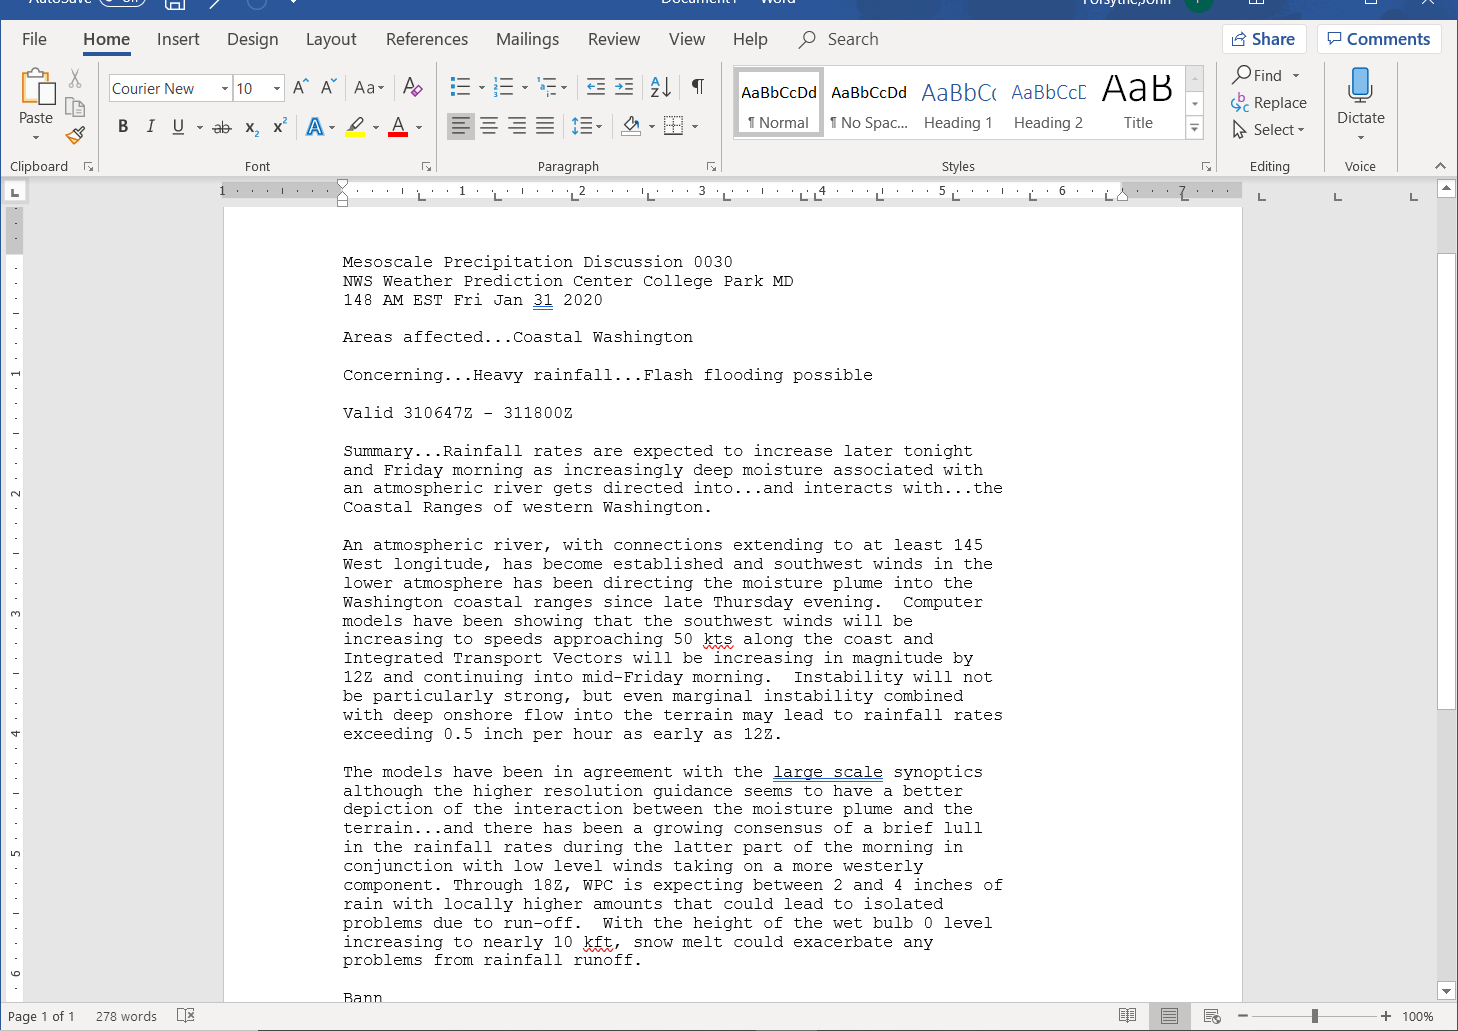 File Home Insert Design Layout References Mailings Review View Help Search Share Comments
Courier New 10 Aa
Paste
B I U ab x2 x2 A A
AaBbCcDd AaBbCcDd AaBbCc AaBbCcC AaB
¶ Normal ¶ No Spac... Heading 1 Heading 2 Title
Find
Replace
Select
Dictate
Clipboard Font Paragraph Styles Editing Voice
1 1 2 3 4 5 6 7
Mesoscale Precipitation Discussion 0030
NWS Weather Prediction Center College Park MD
148 AM EST Fri Jan 31 2020
Areas affected...Coastal Washington
Concerning...Heavy rainfall...Flash flooding possible
Valid 310647Z - 311800Z
Summary...Rainfall rates are expected to increase later tonight
and Friday morning as increasingly deep moisture associated with
an atmospheric river gets directed into...and interacts with...the
Coastal Ranges of western Washington.
An atmospheric river, with connections extending to at least 145
West longitude, has become established and southwest winds in the
lower atmosphere has been directing the moisture plume into the
Washington coastal ranges since late Thursday evening.  Computer
models have been showing that the southwest winds will be
increasing to speeds approaching 50 kts along the coast and
Integrated Transport Vectors will be increasing in magnitude by
12Z and continuing into mid-Friday morning.  Instability will not
be particularly strong, but even marginal instability combined
with deep onshore flow into the terrain may lead to rainfall rates
exceeding 0.5 inch per hour as early as 12Z.
The models have been in agreement with the large scale synoptics
although the higher resolution guidance seems to have a better
depiction of the interaction between the moisture plume and the
terrain...and there has been a growing consensus of a brief lull
in the rainfall rates during the latter part of the morning in
conjunction with low level winds taking on a more westerly
component. Through 18Z, WPC is expecting between 2 and 4 inches of
rain with locally higher amounts that could lead to isolated
problems due to run-off.  With the height of the wet bulb 0 level
increasing to nearly 10 kft, snow melt could exacerbate any
problems from rainfall runoff.
Bann
Page 1 of 1 278 words 100%